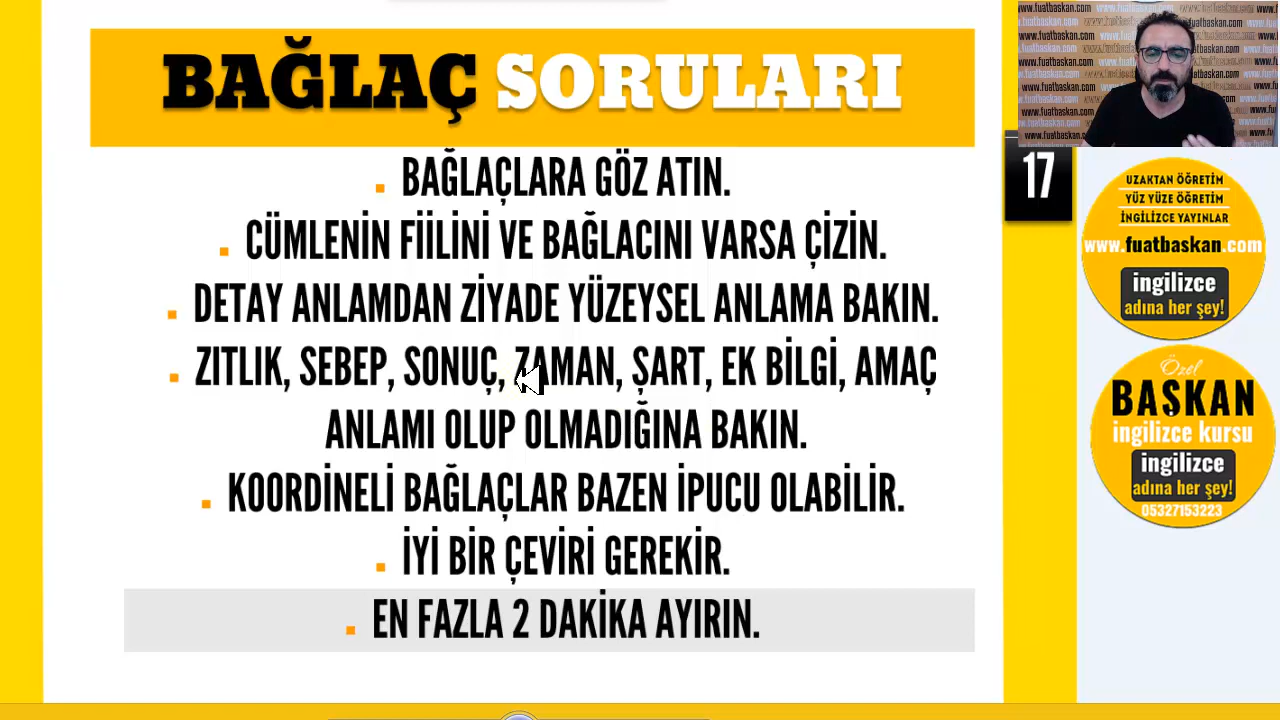 BAĞLAÇ SORULARI
BAĞLAÇLARA GÖZ ATIN.
CÜMLENİN FİİLİNİ VE BAĞLACINI VARSA ÇİZİN.
DETAY ANLAMDAN ZİYADE YÜZEYSEL ANLAMA BAKIN.
ZITLIK, SEBEP, SONUÇ, ZAMAN, ŞART, EK BİLGİ, AMAÇ
ANLAMI OLUP OLMADIĞINA BAKIN.
KOORDİNELİ BAĞLAÇLAR BAZEN İPUCU OLABİLİR.
İYİ BİR ÇEVİRİ GEREKİR.
EN FAZLA 2 DAKİKA AYIRIN.
www.fuatbaskan.com
17
UZAKTAN ÖĞRETİM
YÜZ YÜZE ÖĞRETİM
İNGİLİZCE YAYINLAR
www.fuatbaskan.com
ingilizce
adına her şey!
Özel
BAŞKAN
ingilizce kursu
ingilizce
adına her şey!
05327153223